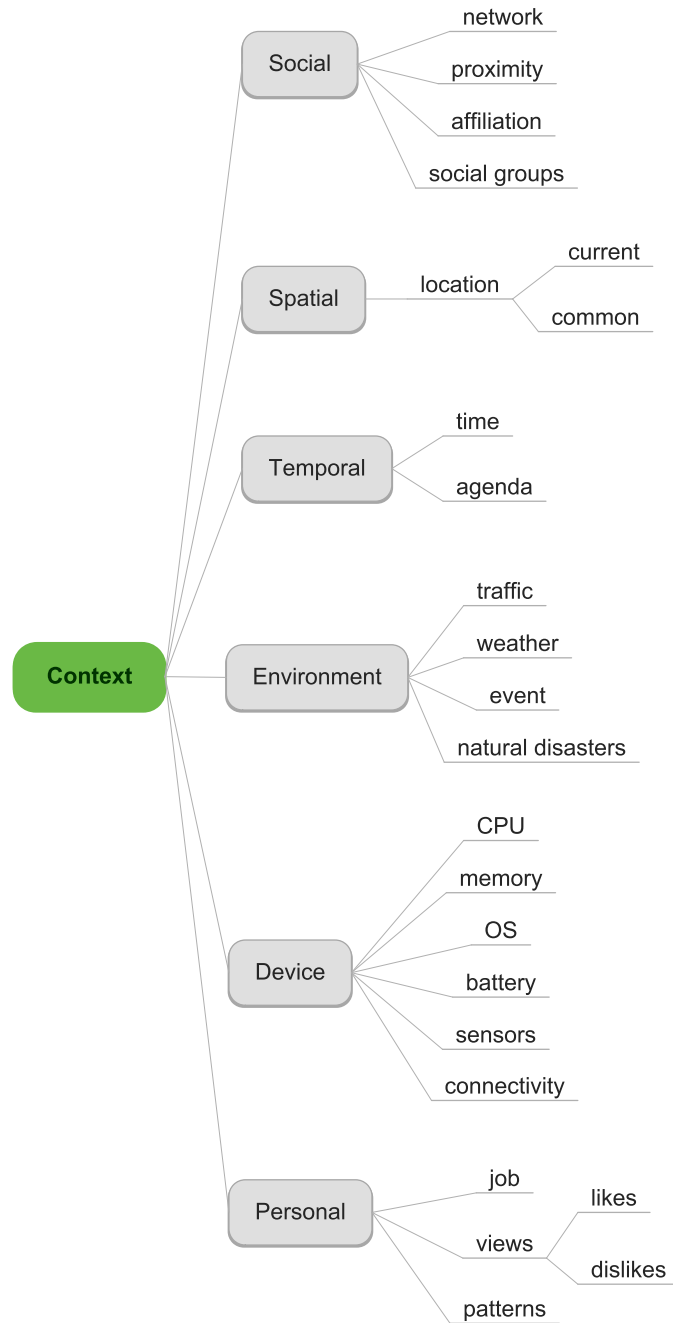 network
Social
proximity
affiliation
social groups
current
Spatial
location
common
time
Temporal
agenda
traffic
weather
Context
Environment
event
natural disasters
CPU
memory
OS
Device
battery
sensors
connectivity
job
likes
Personal
views
dislikes
patterns